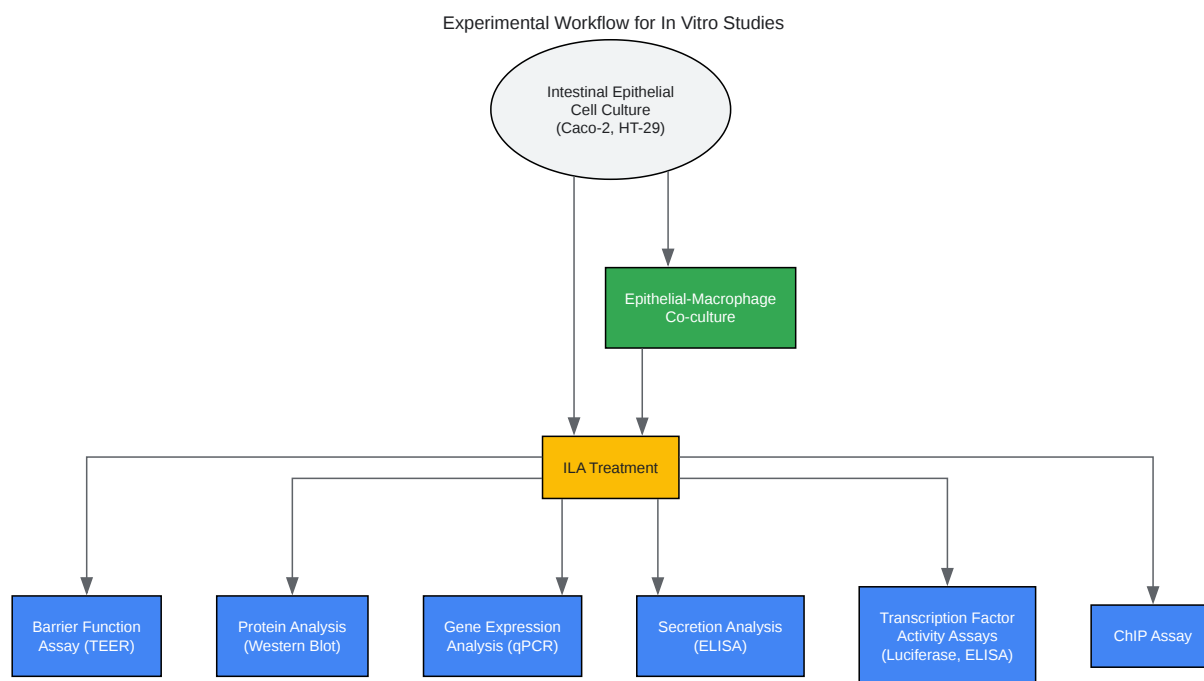 Experimental Workflow for In Vitro Studies
Intestinal Epithelial
Cell Culture
(Caco-2, HT-29)
Epithelial-Macrophage
Co-culture
ILA Treatment
Barrier Function
Assay (TEER)
Protein Analysis
(Western Blot)
Gene Expression
Analysis (qPCR)
Secretion Analysis
(ELISA)
Transcription Factor
Activity Assays
(Luciferase, ELISA)
ChIP Assay